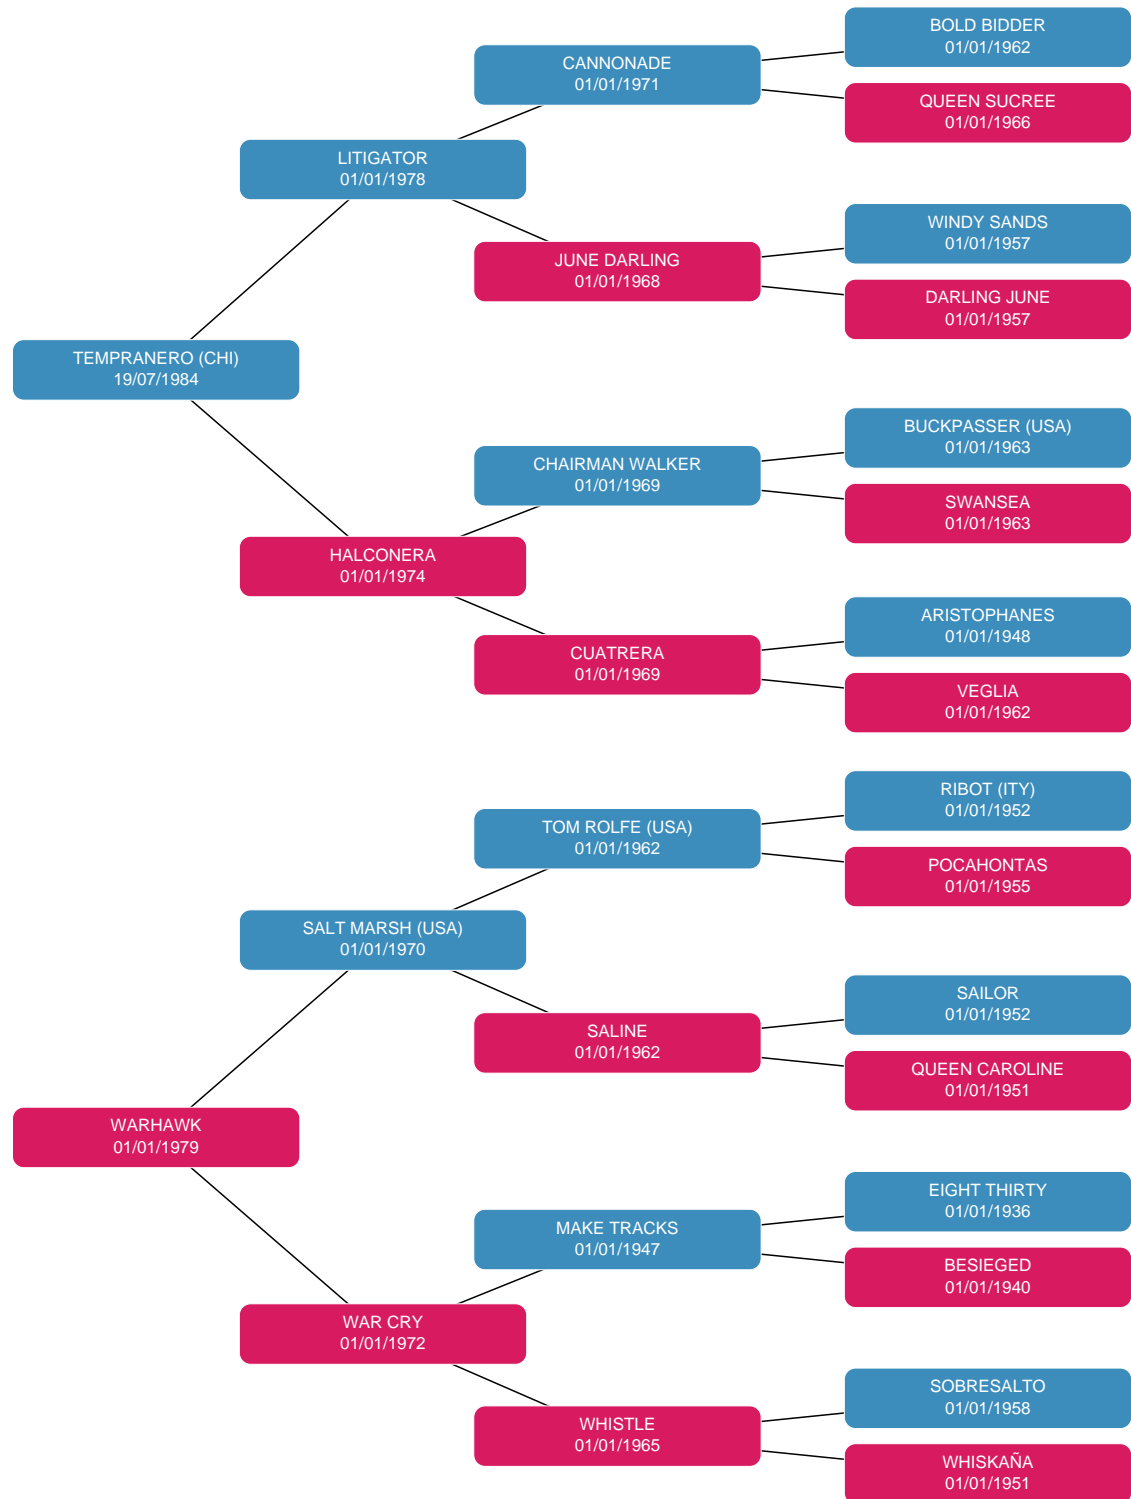 BOLD BIDDER
01/01/1962
CANNONADE
01/01/1971
QUEEN SUCREE
01/01/1966
LITIGATOR
01/01/1978
WINDY SANDS
01/01/1957
JUNE DARLING
01/01/1968
DARLING JUNE
01/01/1957
TEMPRANERO (CHI)
19/07/1984
BUCKPASSER (USA)
01/01/1963
CHAIRMAN WALKER
01/01/1969
SWANSEA
01/01/1963
HALCONERA
01/01/1974
ARISTOPHANES
01/01/1948
CUATRERA
01/01/1969
VEGLIA
01/01/1962
RIBOT (ITY)
01/01/1952
TOM ROLFE (USA)
01/01/1962
POCAHONTAS
01/01/1955
SALT MARSH (USA)
01/01/1970
SAILOR
01/01/1952
SALINE
01/01/1962
QUEEN CAROLINE
01/01/1951
WARHAWK
01/01/1979
EIGHT THIRTY
01/01/1936
MAKE TRACKS
01/01/1947
BESIEGED
01/01/1940
WAR CRY
01/01/1972
SOBRESALTO
01/01/1958
WHISTLE
01/01/1965
WHISKAÑA
01/01/1951